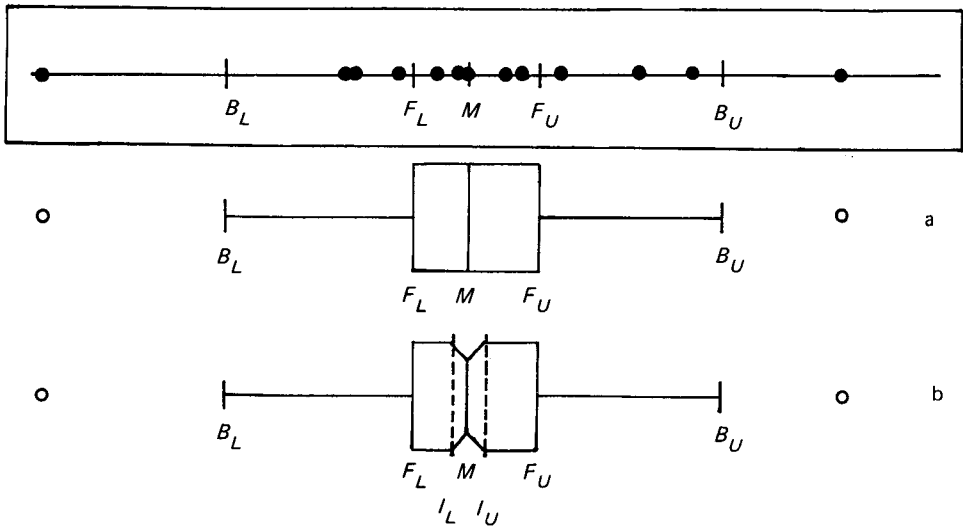 B_L F_L M F_U B_U
a
B_L B_U
F_L M F_U
b
B_L B_U
F_L M F_U
I_L I_U